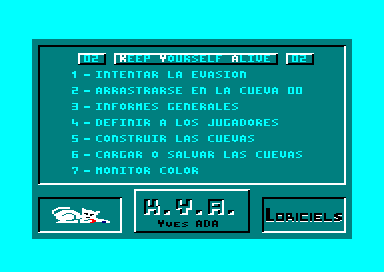 02 KEEP YOURSELF ALIVE 02
1 - INTENTAR LA EVASION
2 - ARRASTRARSE EN LA CUEVA 00
3 - INFORMES GENERALES
4 - DEFINIR A LOS JUGADORES
5 - CONSTRUIR LAS CUEVAS
6 - CARGAR O SALVAR LAS CUEVAS
7 - MONITOR COLOR
K.Y.A.
YVES ADA
LORICIELS